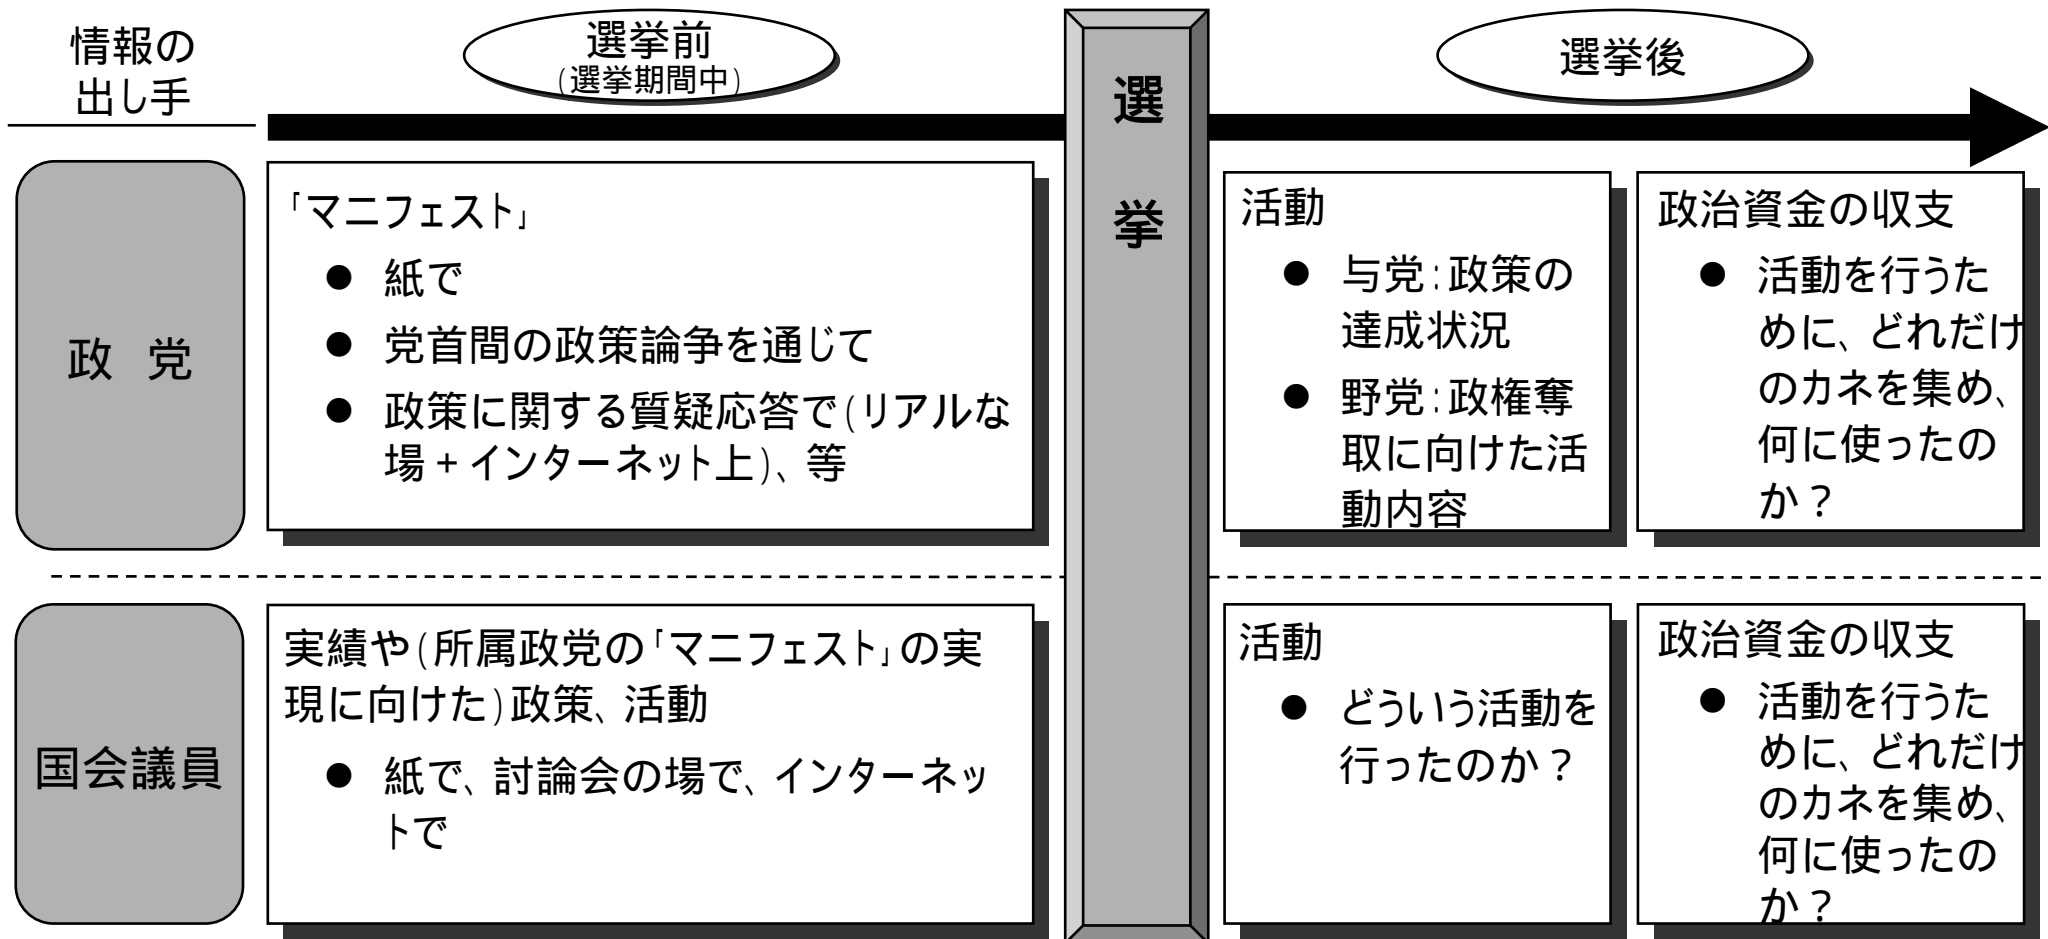 情報の
出し手
選挙前
(選挙期間中)
選
挙
選挙後
政 党
「マニフェスト」
● 紙で
● 党首間の政策論争を通じて
● 政策に関する質疑応答で(リアルな
場+インターネット上)、等
活動
● 与党:政策の
達成状況
● 野党:政権奪
取に向けた活
動内容
政治資金の収支
● 活動を行うた
めに、どれだけ
のカネを集め、
何に使ったの
か?
国会議員
実績や(所属政党の「マニフェスト」の実
現に向けた)政策、活動
● 紙で、討論会の場で、インターネッ
トで
活動
● どういう活動を
行ったのか?
政治資金の収支
● 活動を行うた
めに、どれだけ
のカネを集め、
何に使ったの
か?